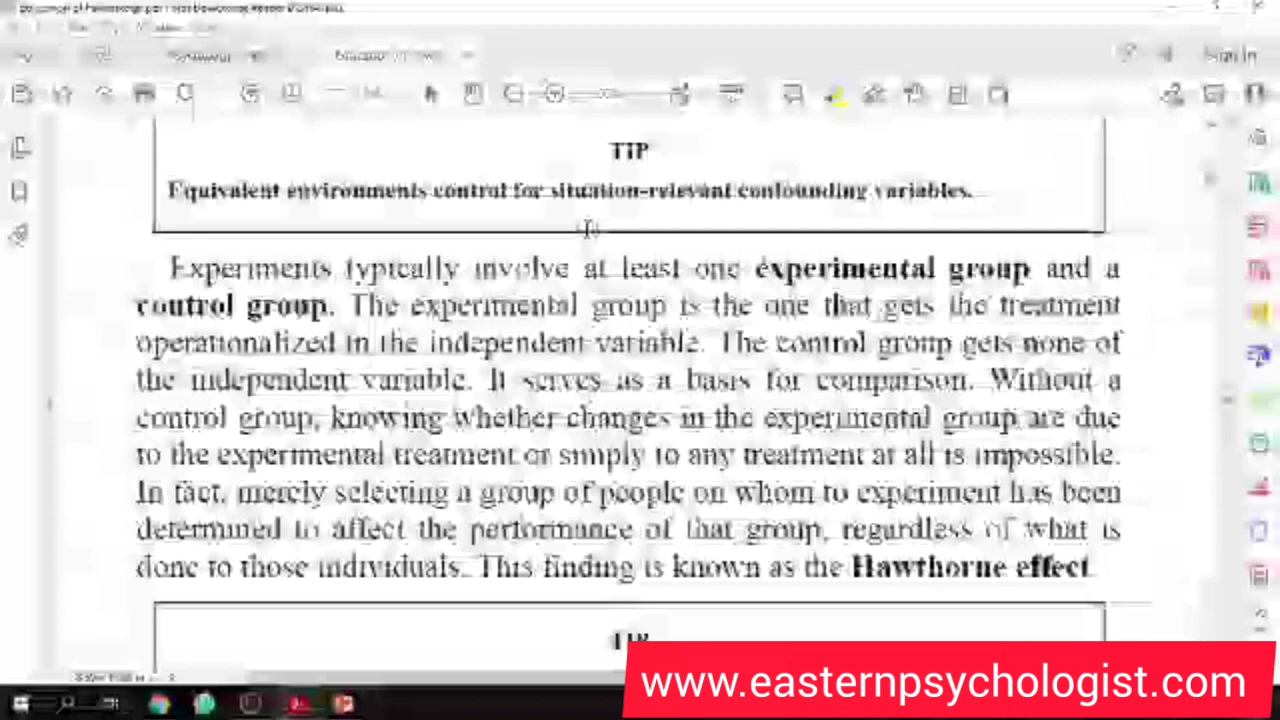 Sign In
TIP
Equivalent environments control for situation-relevant confounding variables.
Experiments typically involve at least one experimental group and a
control group. The experimental group is the one that gets the treatment
operationalized in the independent variable. The control group gets none of
the independent variable. It serves as a basis for comparison. Without a
control group, knowing whether changes in the experimental group are due
to the experimental treatment or simply to any treatment at all is impossible.
In fact, merely selecting a group of people on whom to experiment has been
determined to affect the performance of that group, regardless of what is
done to those individuals. This finding is known as the Hawthorne effect.
TIP
www.easternpsychologist.com